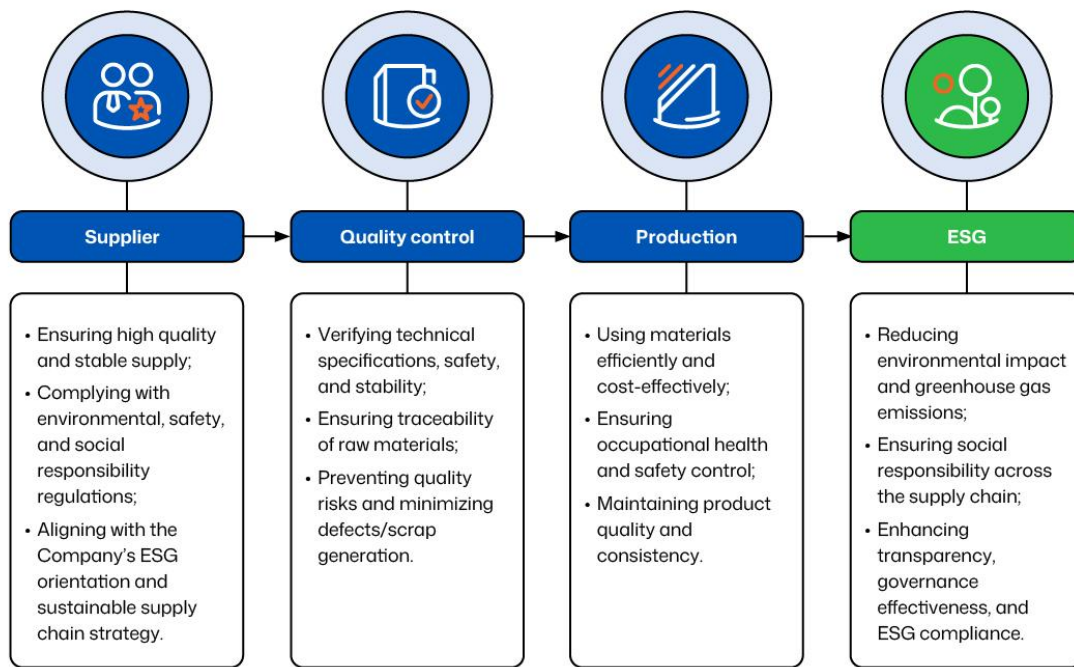 Supplier
Quality control
Production
ESG
• Ensuring high quality
and stable supply;
• Complying with
environmental, safety,
and social
responsibility
regulations;
• Aligning with the
Company's ESG
orientation and
sustainable supply
chain strategy.
• Verifying technical
specifications, safety,
and stability;
• Ensuring traceability
of raw materials;
• Preventing quality
risks and minimizing
defects/scrap
generation.
• Using materials
efficiently and
cost-effectively;
• Ensuring
occupational health
and safety control;
• Maintaining product
quality and
consistency.
• Reducing
environmental impact
and greenhouse gas
emissions;
• Ensuring social
responsibility across
the supply chain;
• Enhancing
transparency,
governance
effectiveness, and
ESG compliance.